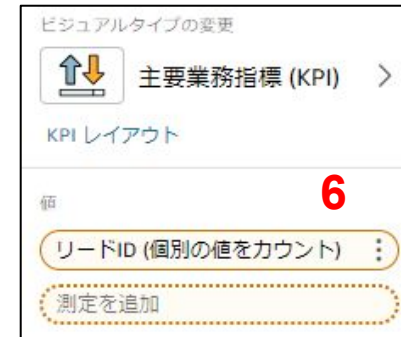 ビジュアルタイプの変更
主要業務指標 (KPI)
KPI レイアウト
6
値
リードID (個別の値をカウント)
測定を追加